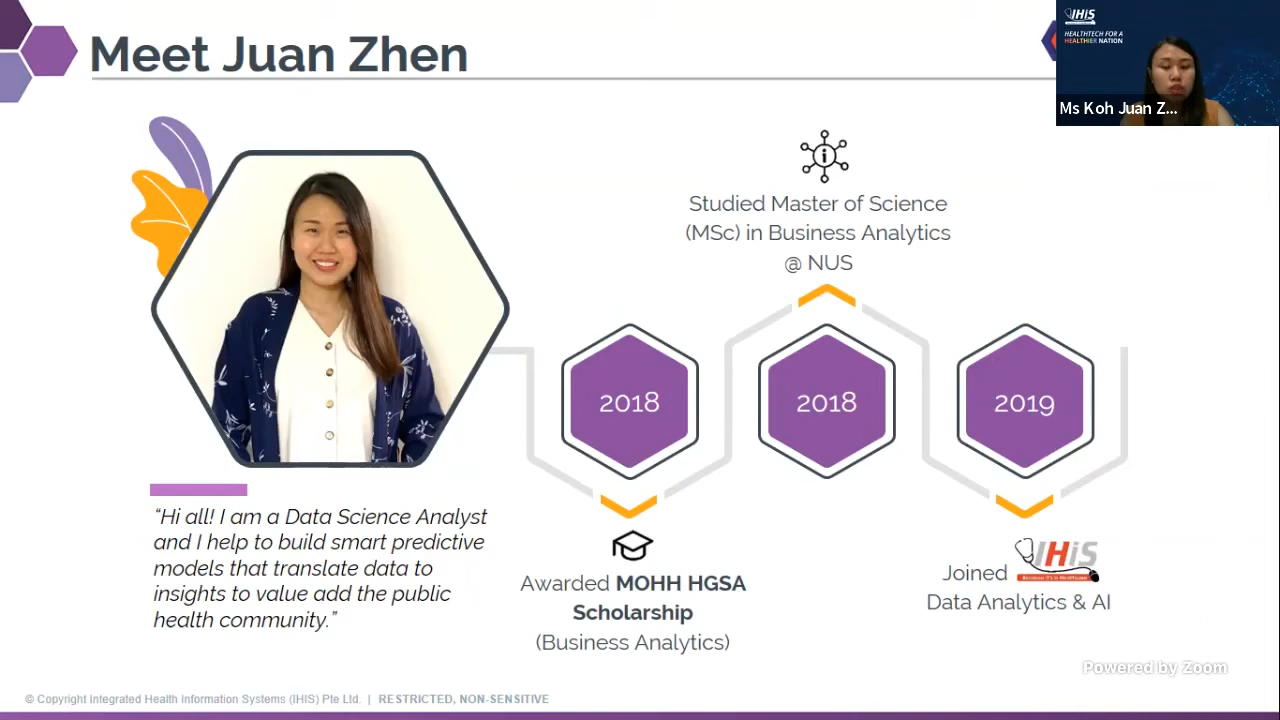 Meet Juan Zhen
IHiS
HEALTHTECH FOR A
HEALTHIER NATION
Ms Koh Juan Z...
Studied Master of Science
(MSc) in Business Analytics
@ NUS
2018
2018
2019
"Hi all! I am a Data Science Analyst
and I help to build smart predictive
models that translate data to
insights to value add the public
health community."
Awarded MOHH HGSA
Scholarship
(Business Analytics)
Joined IHiS
Data Analytics & AI
Powered by Zoom
© Copyright Integrated Health Information Systems (IHIS) Pte Ltd. | RESTRICTED, NON-SENSITIVE